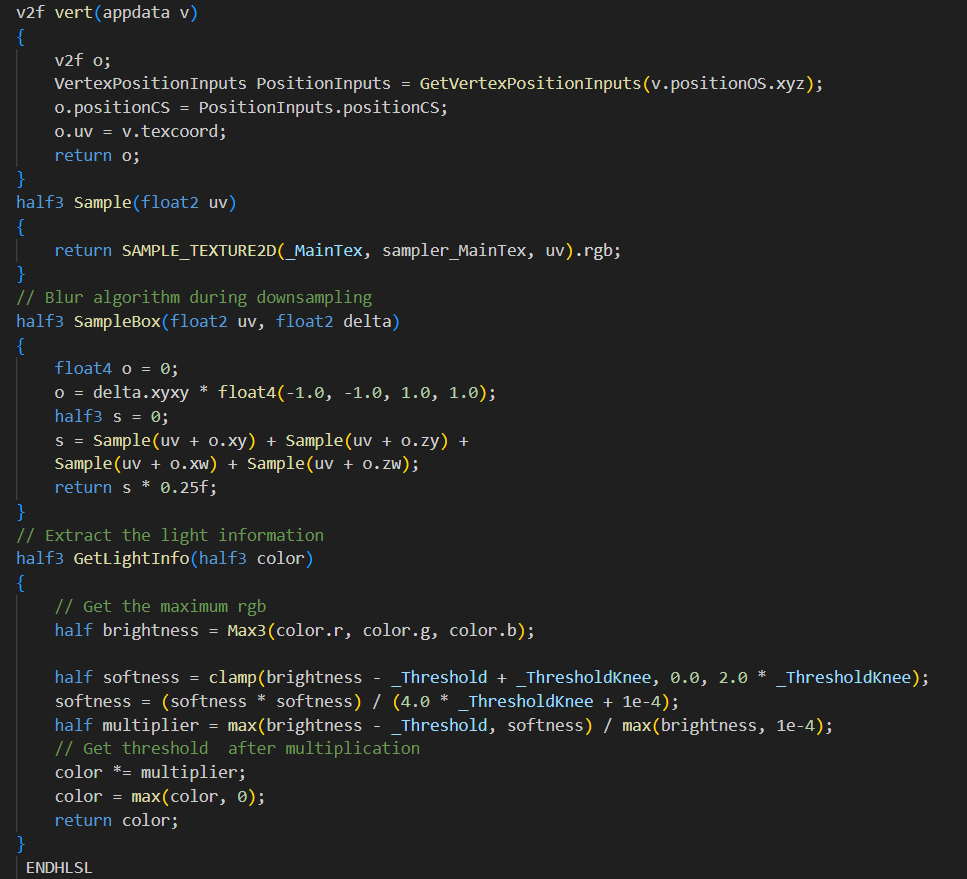 v2f vert(appdata v)
{
    v2f o;
    VertexPositionInputs PositionInputs = GetVertexPositionInputs(v.positionOS.xyz);
    o.positionCS = PositionInputs.positionCS;
    o.uv = v.texcoord;
    return o;
}
half3 Sample(float2 uv)
{
    return SAMPLE_TEXTURE2D(_MainTex, sampler_MainTex, uv).rgb;
}
// Blur algorithm during downsampling
half3 SampleBox(float2 uv, float2 delta)
{
    float4 o = 0;
    o = delta.xyxy * float4(-1.0, -1.0, 1.0, 1.0);
    half3 s = 0;
    s = Sample(uv + o.xy) + Sample(uv + o.zy) +
    Sample(uv + o.xw) + Sample(uv + o.zw);
    return s * 0.25f;
}
// Extract the light information
half3 GetLightInfo(half3 color)
{
    // Get the maximum rgb
    half brightness = Max3(color.r, color.g, color.b);

    half softness = clamp(brightness - _Threshold + _ThresholdKnee, 0.0, 2.0 * _ThresholdKnee);
    softness = (softness * softness) / (4.0 * _ThresholdKnee + 1e-4);
    half multiplier = max(brightness - _Threshold, softness) / max(brightness, 1e-4);
    // Get threshold  after multiplication
    color *= multiplier;
    color = max(color, 0);
    return color;
}
 ENDHLSL